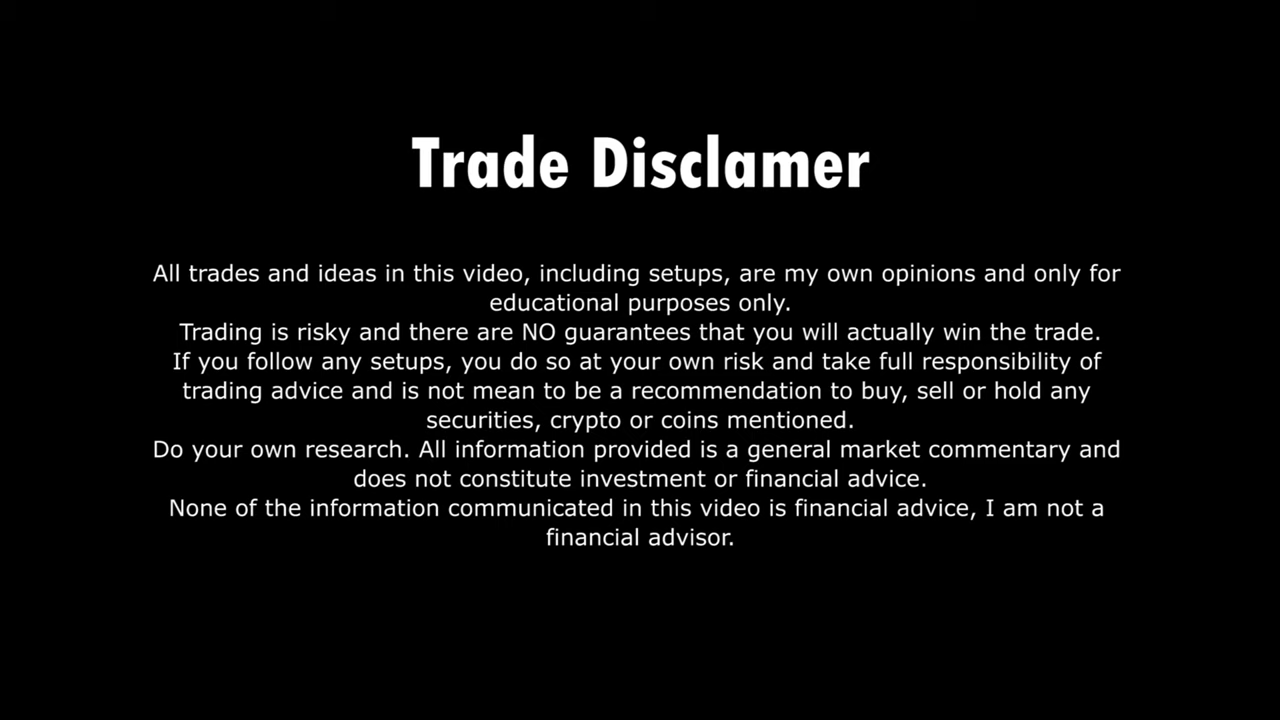 Trade Disclamer
All trades and ideas in this video, including setups, are my own opinions and only for
educational purposes only.
Trading is risky and there are NO guarantees that you will actually win the trade.
If you follow any setups, you do so at your own risk and take full responsibility of
trading advice and is not mean to be a recommendation to buy, sell or hold any
securities, crypto or coins mentioned.
Do your own research. All information provided is a general market commentary and
does not constitute investment or financial advice.
None of the information communicated in this video is financial advice, I am not a
financial advisor.